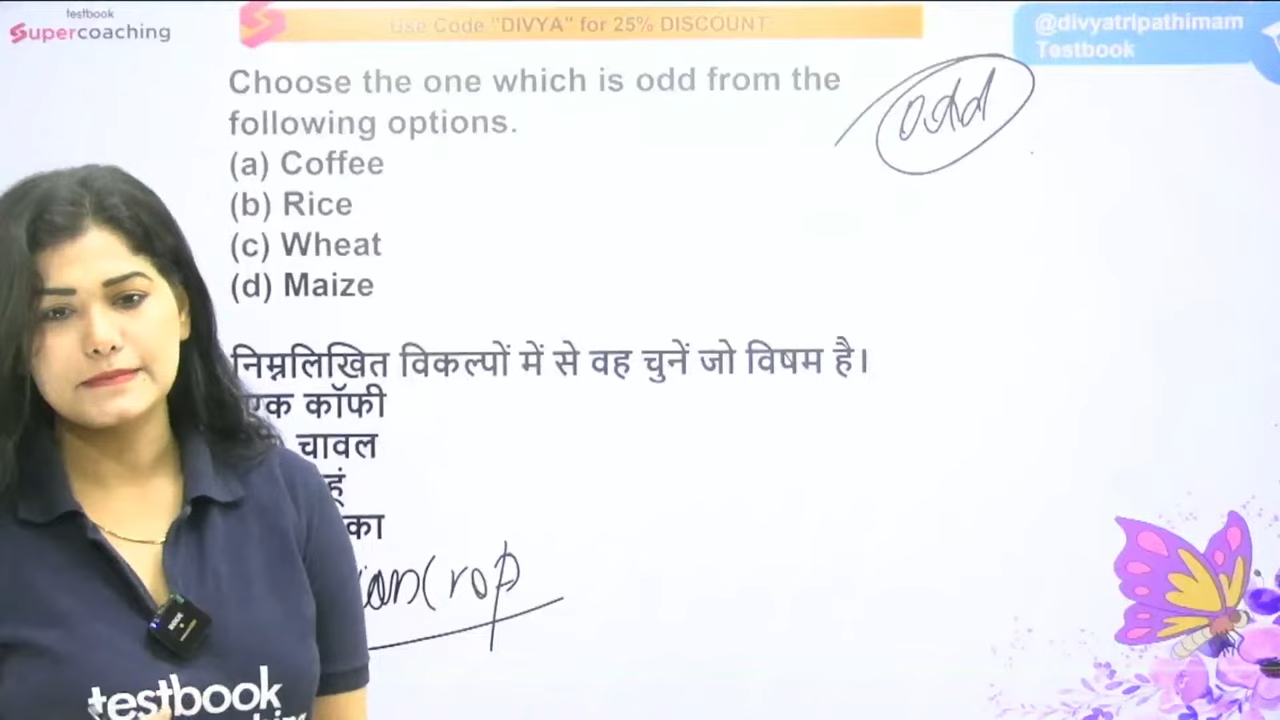 testbook
Supercoaching
Use Code "DIVYA" for 25% DISCOUNT
@divyatripathimam
Testbook
Choose the one which is odd from the
following options.
odd
(a) Coffee
(b) Rice
(c) Wheat
(d) Maize
निम्नलिखित विकल्पों में से वह चुनें जो विषम है।
एक कॉफी
चावल
Crop
testbook